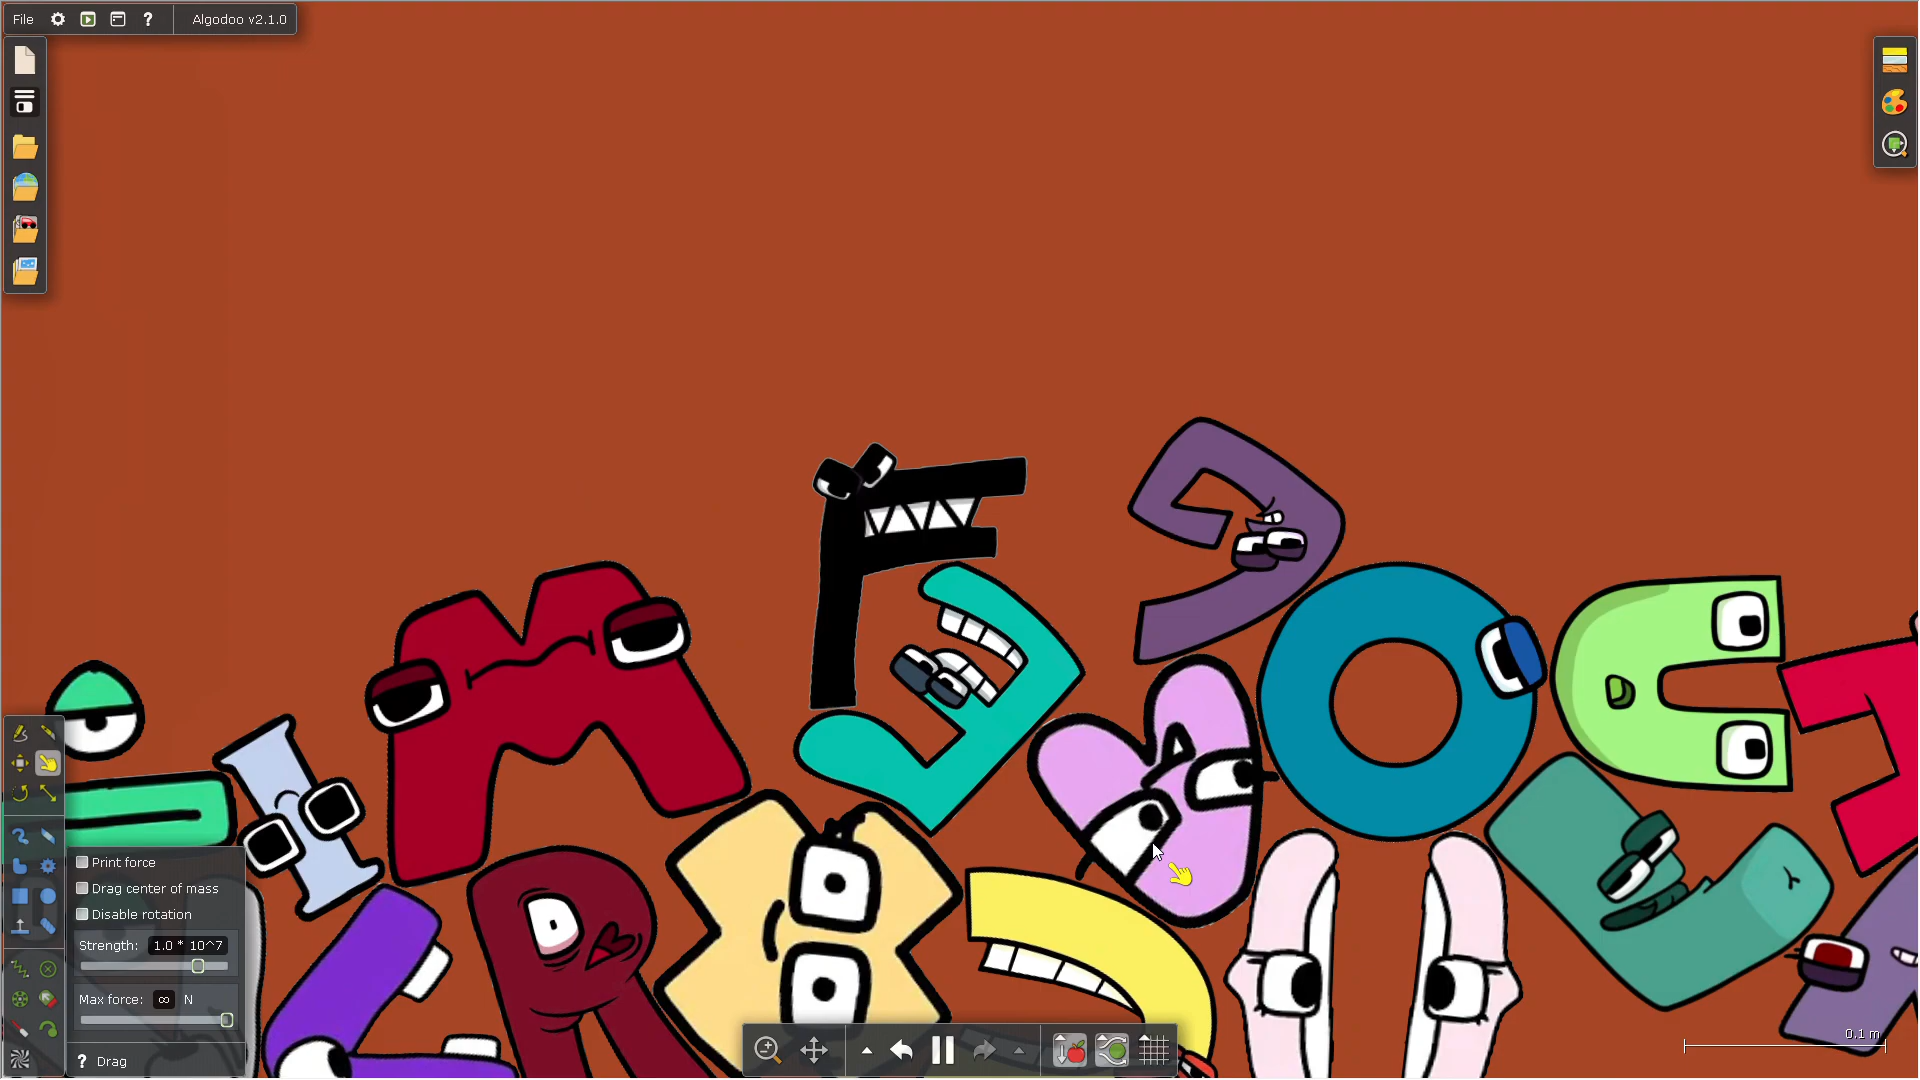 File ? Algodoo v2.1.0
Print force
Drag center of mass
Disable rotation
Strength: 1.0 * 10^7
Max force: ∞ N
? Drag
0.1 m